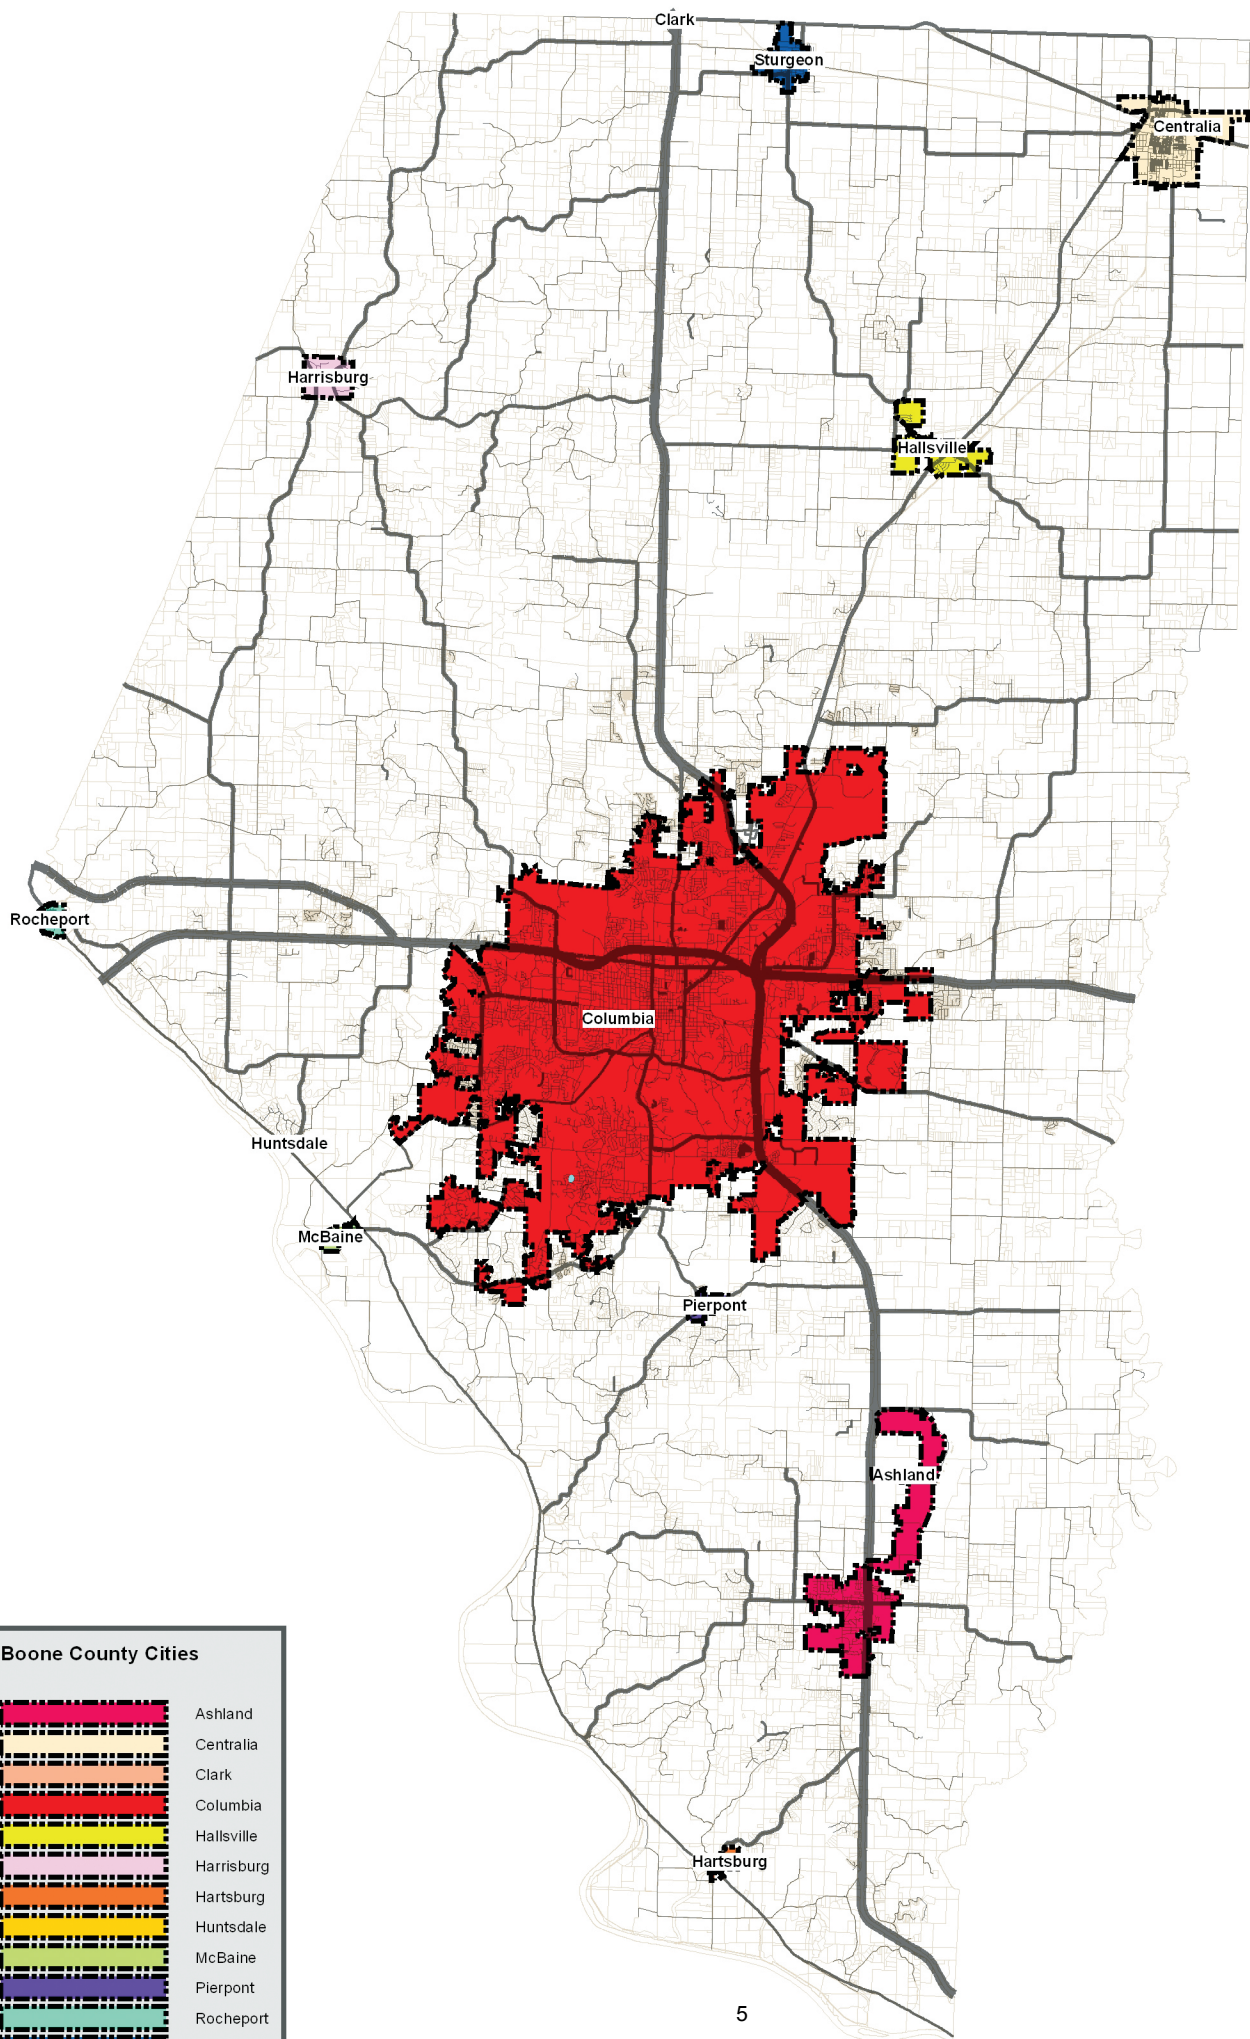 Clark
Sturgeon
Centralia
Harrisburg
Hallsville
Rocheport
Columbia
Huntsdale
McBaine
Pierpont
Ashland
Hartsburg
Boone County Cities
Ashland
Centralia
Clark
Columbia
Hallsville
Harrisburg
Hartsburg
Huntsdale
McBaine
Pierpont
Rocheport
5